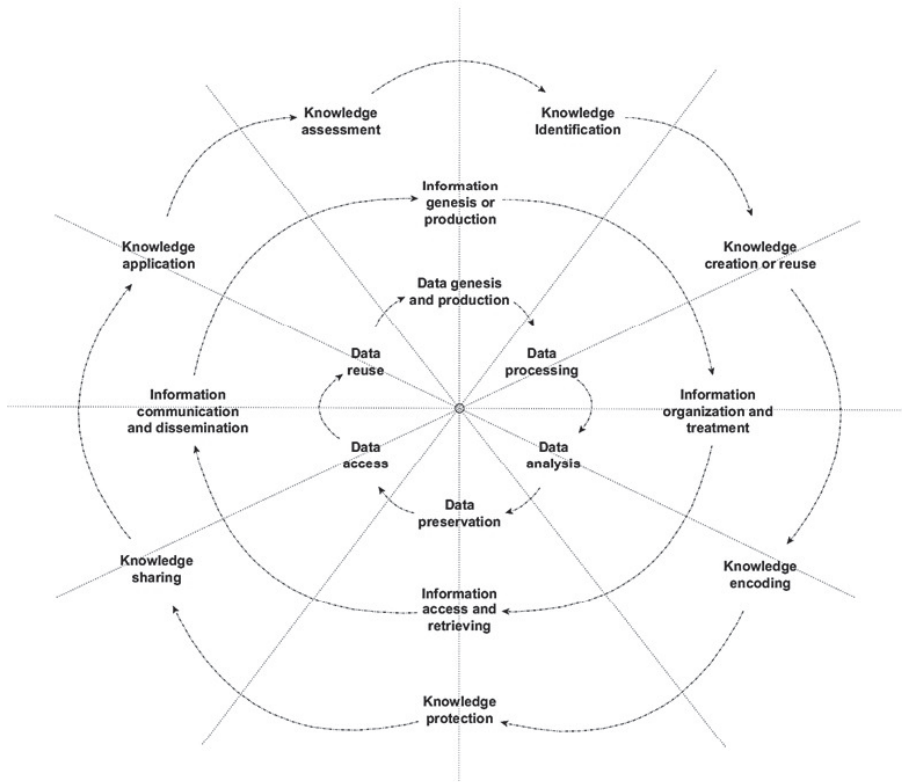 Knowledge
assessment
Knowledge
Identification
Information
genesis or
production
Knowledge
application
Knowledge
creation or reuse
Data genesis
and production
Data
reuse
Data
processing
Information
communication
and dissemination
Information
organization and
treatment
Data
access
Data
analysis
Data
preservation
Knowledge
sharing
Knowledge
encoding
Information
access and
retrieving
Knowledge
protection